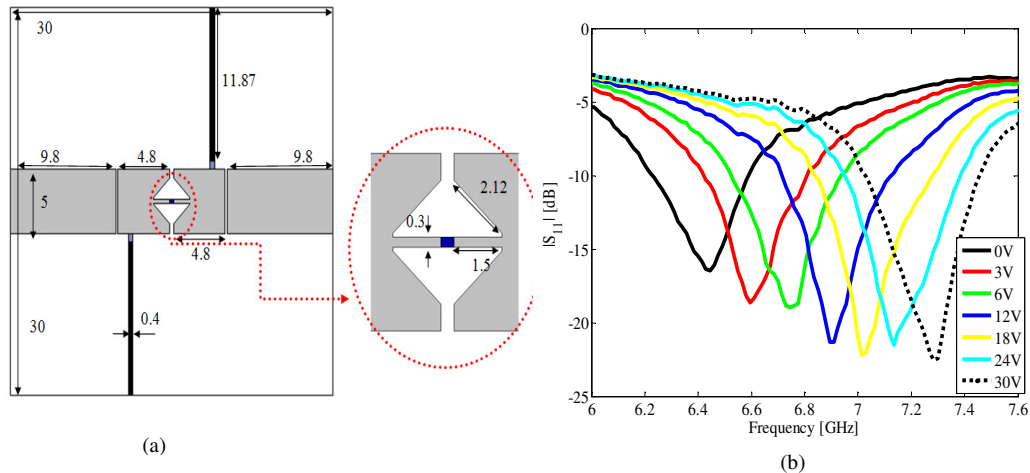 30
11.87
9.8
4.8
9.8
5
4.8
30
0.4
2.12
0.3
1.5
(a)
0
-5
-10
-15
-20
-25
|S11| [dB]
0V
3V
6V
12V
18V
24V
30V
6 6.2 6.4 6.6 6.8 7 7.2 7.4 7.6
Frequency [GHz]
(b)